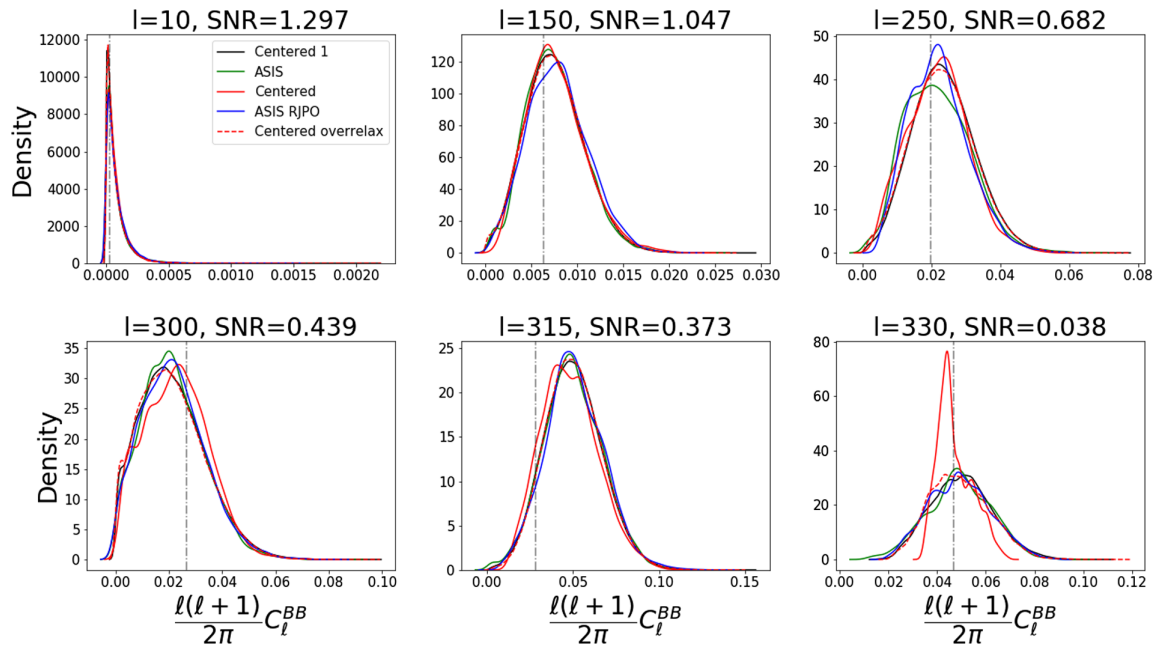 l=10, SNR=1.297
l=150, SNR=1.047
l=250, SNR=0.682
12000
10000
8000
6000
4000
2000
0
Density
Centered 1
ASIS
Centered
ASIS RJPO
Centered overrelax
0.0000 0.0005 0.0010 0.0015 0.0020
120
100
80
60
40
20
0
0.000 0.005 0.010 0.015 0.020 0.025 0.030
50
40
30
20
10
0
0.00 0.02 0.04 0.06 0.08
l=300, SNR=0.439
l=315, SNR=0.373
l=330, SNR=0.038
35
30
25
20
15
10
5
0
Density
0.00 0.02 0.04 0.06 0.08 0.10
25
20
15
10
5
0
0.00 0.05 0.10 0.15
80
60
40
20
0
0.00 0.02 0.04 0.06 0.08 0.10 0.12
ℓ(ℓ + 1)
2π
C_ℓ^{BB}
ℓ(ℓ + 1)
2π
C_ℓ^{BB}
ℓ(ℓ + 1)
2π
C_ℓ^{BB}